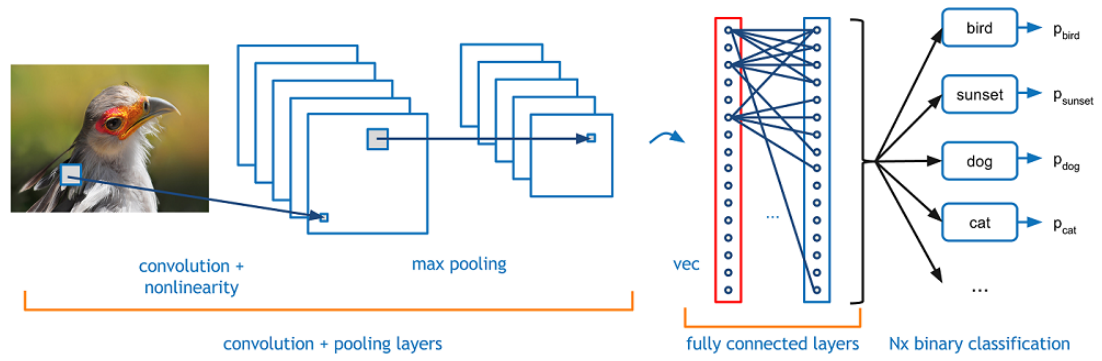 bird
p_bird
sunset
p_sunset
dog
p_dog
cat
p_cat
...
...
convolution +
nonlinearity
max pooling
vec
convolution + pooling layers
fully connected layers
Nx binary classification